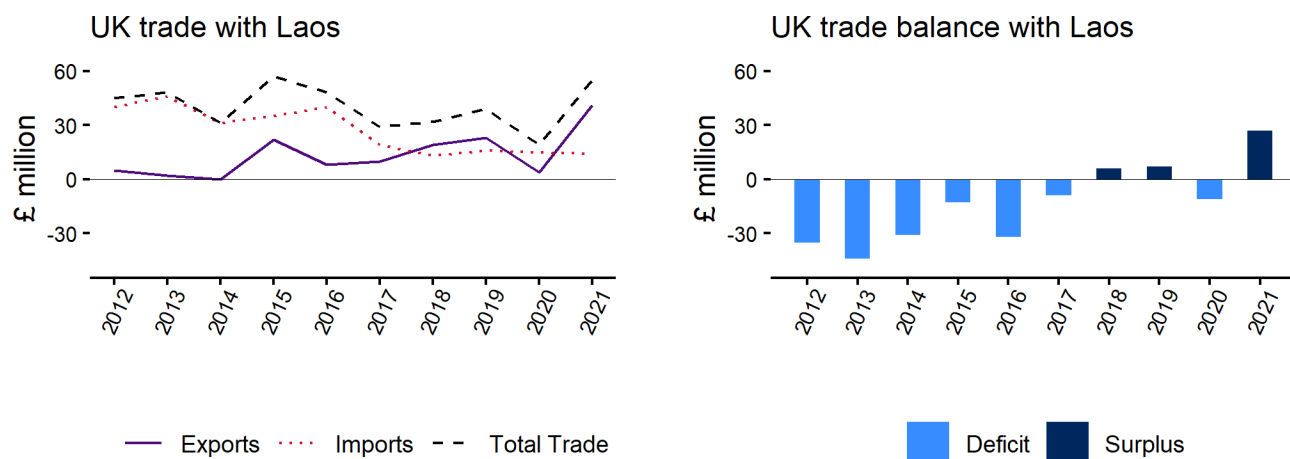 UK trade with Laos
£ million
60
30
0
-30
2012 2013 2014 2015 2016 2017 2018 2019 2020 2021
Exports Imports Total Trade
UK trade balance with Laos
£ million
60
30
0
-30
2012 2013 2014 2015 2016 2017 2018 2019 2020 2021
Deficit Surplus